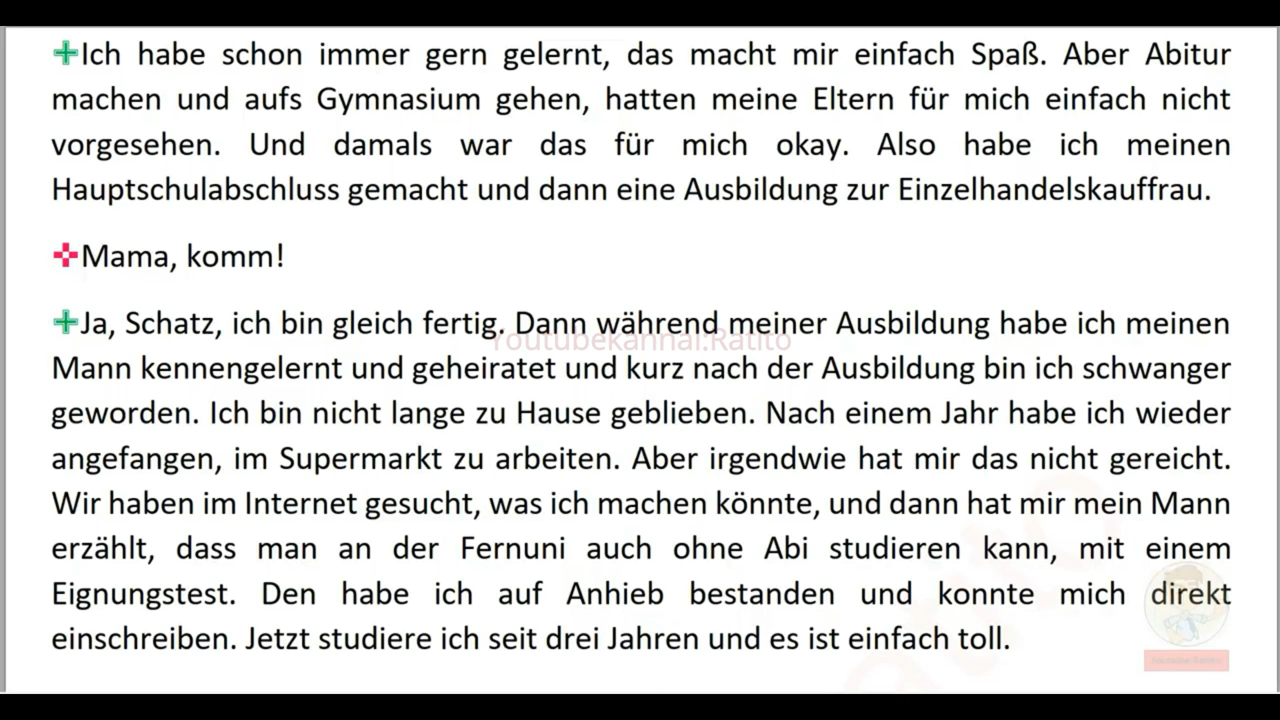 Ich habe schon immer gern gelernt, das macht mir einfach Spaß. Aber Abitur
machen und aufs Gymnasium gehen, hatten meine Eltern für mich einfach nicht
vorgesehen. Und damals war das für mich okay. Also habe ich meinen
Hauptschulabschluss gemacht und dann eine Ausbildung zur Einzelhandelskauffrau.
Mama, komm!
Ja, Schatz, ich bin gleich fertig. Dann während meiner Ausbildung habe ich meinen
Youtubekannal:Ratito
Mann kennengelernt und geheiratet und kurz nach der Ausbildung bin ich schwanger
geworden. Ich bin nicht lange zu Hause geblieben. Nach einem Jahr habe ich wieder
angefangen, im Supermarkt zu arbeiten. Aber irgendwie hat mir das nicht gereicht.
Wir haben im Internet gesucht, was ich machen könnte, und dann hat mir mein Mann
erzählt, dass man an der Fernuni auch ohne Abi studieren kann, mit einem
Eignungstest. Den habe ich auf Anhieb bestanden und konnte mich direkt
einschreiben. Jetzt studiere ich seit drei Jahren und es ist einfach toll.